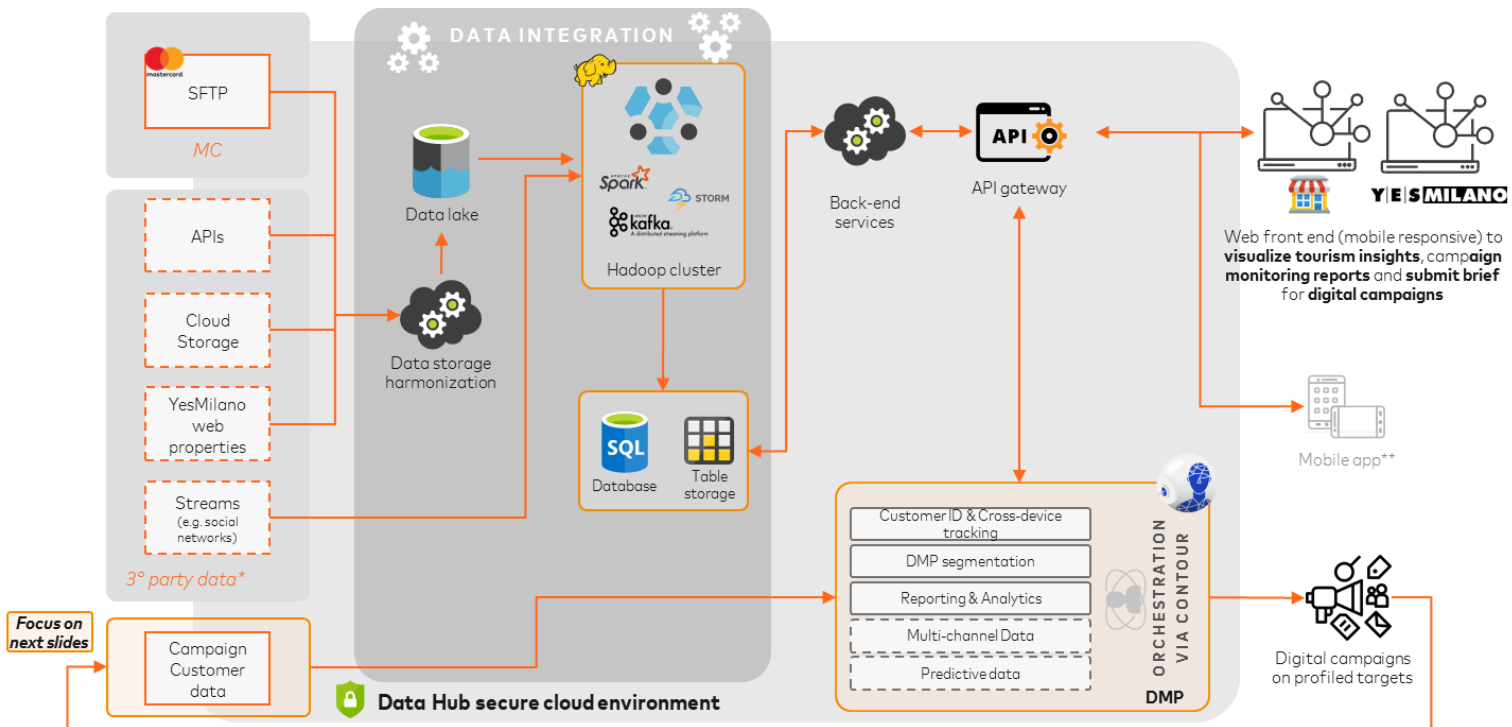 DATA INTEGRATION
mastercard
SFTP
MC
APIs
Cloud
Storage
YesMilano
web
properties
Streams
(e.g. social
networks)
3° party data*
Focus on
next slides
Campaign
Customer
data
Data lake
Data storage
harmonization
APACHE
Spark™
STORM
APACHE
kafka®
A distributed streaming platform
Hadoop cluster
SQL
Database
Table
storage
Back-end
services
API
API gateway
YES MILANO
Web front end (mobile responsive) to
visualize tourism insights, campaign
monitoring reports and submit brief
for digital campaigns
Mobile app**
Customer ID & Cross-device
tracking
DMP segmentation
Reporting & Analytics
Multi-channel Data
Predictive data
ORCHESTRATION
VIA CONTOUR
DMP
Digital campaigns
on profiled targets
Data Hub secure cloud environment